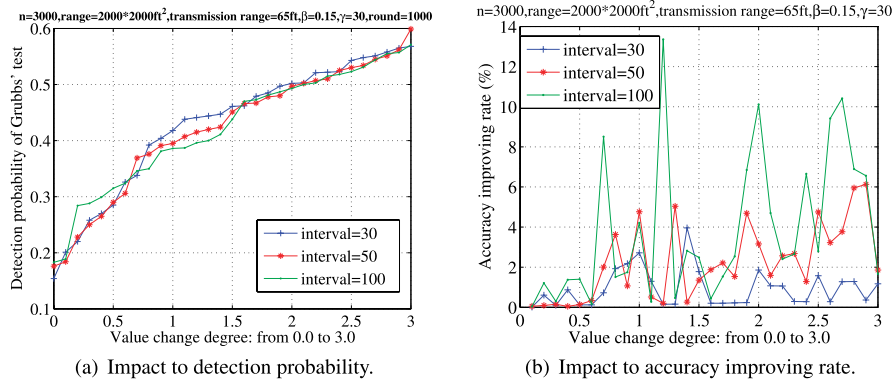 n=3000,range=2000*2000ft²,transmission range=65ft,β=0.15,γ=30,round=1000
0.6
0.5
0.4
0.3
0.2
0.1
Detection probability of Grubbs' test
interval=30
interval=50
interval=100
0 0.5 1 1.5 2 2.5 3
Value change degree: from 0.0 to 3.0
(a) Impact to detection probability.
n=3000,range=2000*2000ft²,transmission range=65ft,β=0.15,γ=30
14
12
10
8
6
4
2
0
Accuracy improving rate (%)
interval=30
interval=50
interval=100
0 0.5 1 1.5 2 2.5 3
Value change degree: from 0.0 to 3.0
(b) Impact to accuracy improving rate.